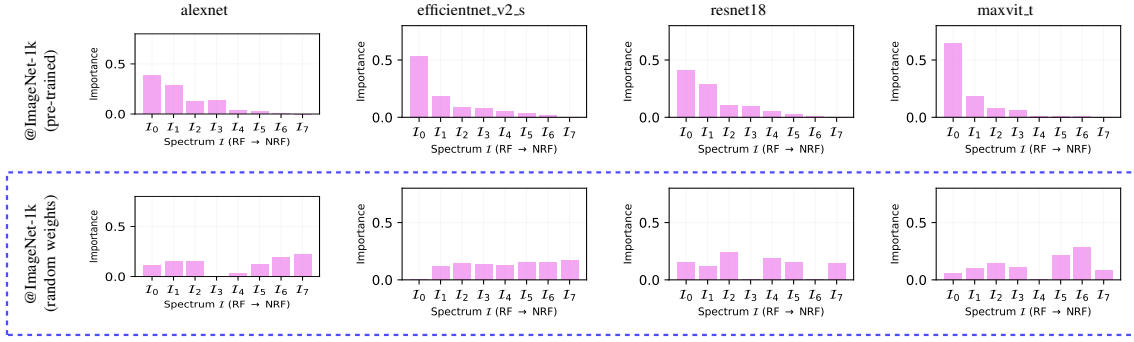 alexnet efficientnet_v2_s resnet18 maxvit_t
@ImageNet-1k
(pre-trained)
Importance
0.5
0.0
I₀ I₁ I₂ I₃ I₄ I₅ I₆ I₇
Spectrum I (RF → NRF)
Importance
0.5
0.0
I₀ I₁ I₂ I₃ I₄ I₅ I₆ I₇
Spectrum I (RF → NRF)
Importance
0.5
0.0
I₀ I₁ I₂ I₃ I₄ I₅ I₆ I₇
Spectrum I (RF → NRF)
Importance
0.5
0.0
I₀ I₁ I₂ I₃ I₄ I₅ I₆ I₇
Spectrum I (RF → NRF)
@ImageNet-1k
(random weights)
Importance
0.5
0.0
I₀ I₁ I₂ I₃ I₄ I₅ I₆ I₇
Spectrum I (RF → NRF)
Importance
0.5
0.0
I₀ I₁ I₂ I₃ I₄ I₅ I₆ I₇
Spectrum I (RF → NRF)
Importance
0.5
0.0
I₀ I₁ I₂ I₃ I₄ I₅ I₆ I₇
Spectrum I (RF → NRF)
Importance
0.5
0.0
I₀ I₁ I₂ I₃ I₄ I₅ I₆ I₇
Spectrum I (RF → NRF)